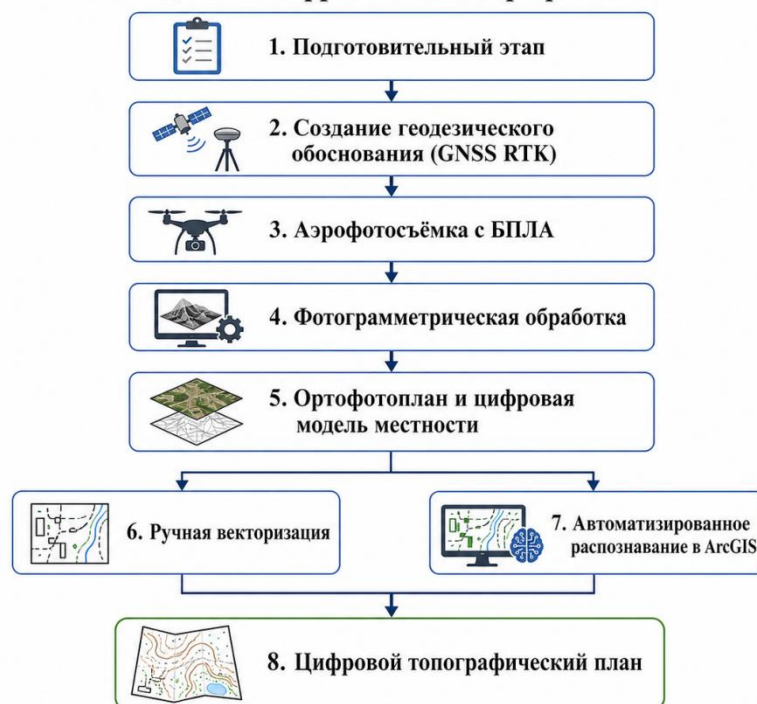 1. Подготовительный этап
2. Создание геодезического
обоснования (GNSS RTK)
3. Аэрофотосъёмка с БПЛА
4. Фотограмметрическая обработка
5. Ортофотоплан и цифровая
модель местности
6. Ручная векторизация
7. Автоматизированное
распознавание в ArcGIS
8. Цифровой топографический план